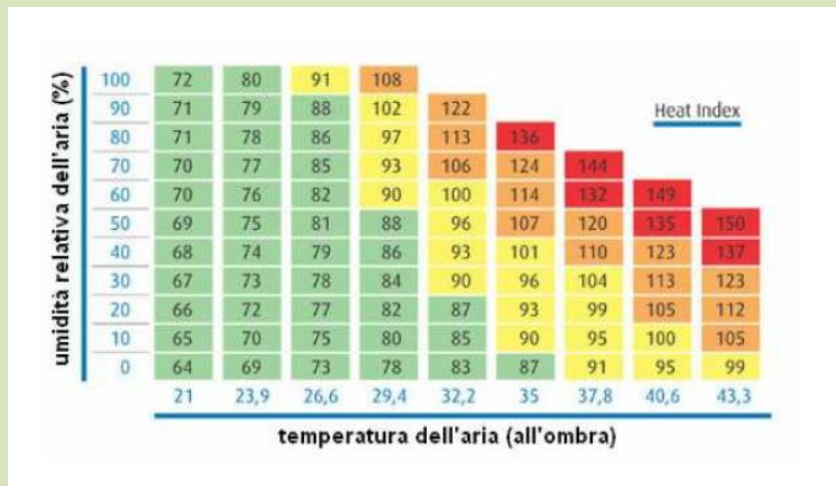 umidità relativa dell'aria (%)
Heat Index
100 72 80 91 108
90 71 79 88 102 122
80 71 78 86 97 113 136
70 70 77 85 93 106 124 144
60 70 76 82 90 100 114 132 149
50 69 75 81 88 96 107 120 135 150
40 68 74 79 86 93 101 110 123 137
30 67 73 78 84 90 96 104 113 123
20 66 72 77 82 87 93 99 105 112
10 65 70 75 80 85 90 95 100 105
0 64 69 73 78 83 87 91 95 99
21 23,9 26,6 29,4 32,2 35 37,8 40,6 43,3
temperatura dell'aria (all'ombra)